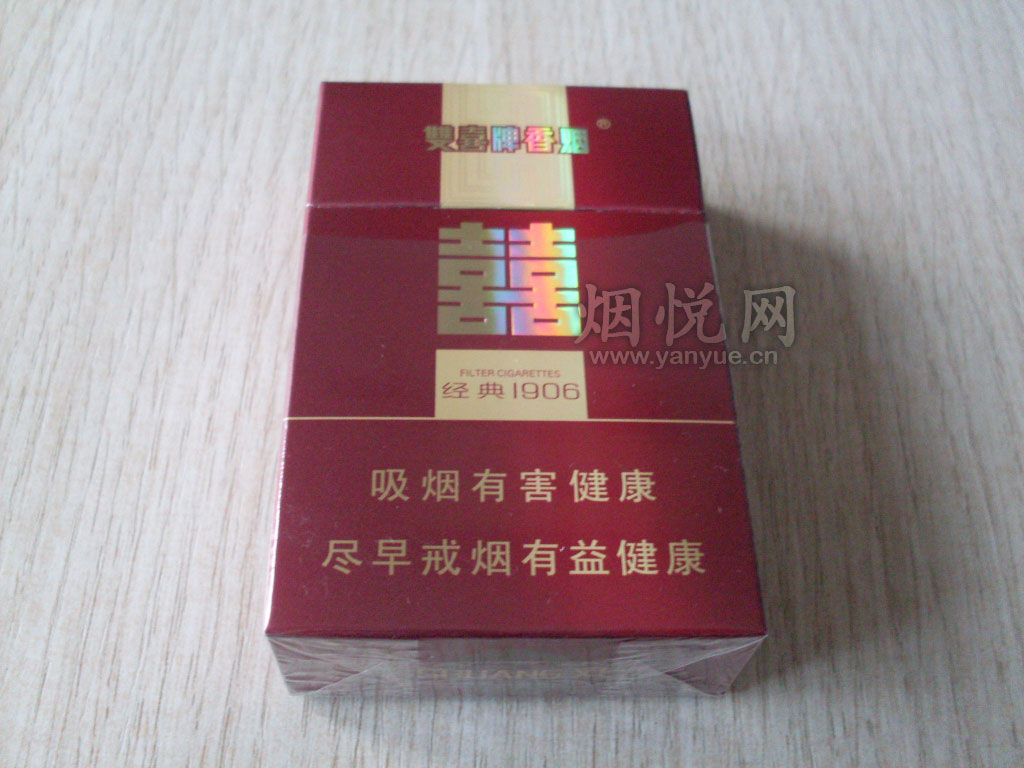 雙喜牌香烟®
囍
FILTER CIGARETTES
经典1906
吸烟有害健康
尽早戒烟有益健康
烟悦网
www.yanyue.cn